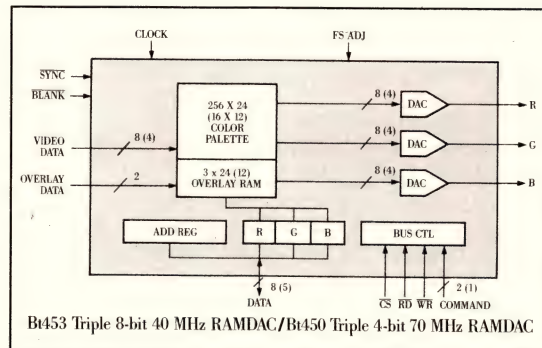 CLOCK
FS ADJ
SYNC
BLANK
VIDEO
DATA
8 (4)
OVERLAY
DATA
2
256 X 24
(16 X 12)
COLOR
PALETTE
3 x 24 (12)
OVERLAY RAM
8 (4)
DAC
R
8 (4)
DAC
G
8 (4)
DAC
B
ADD REG
R
G
B
BUS CTL
8 (5)
DATA
CS
RD
WR
COMMAND
2 (1)
Bt453 Triple 8-bit 40 MHz RAMDAC/Bt450 Triple 4-bit 70 MHz RAMDAC